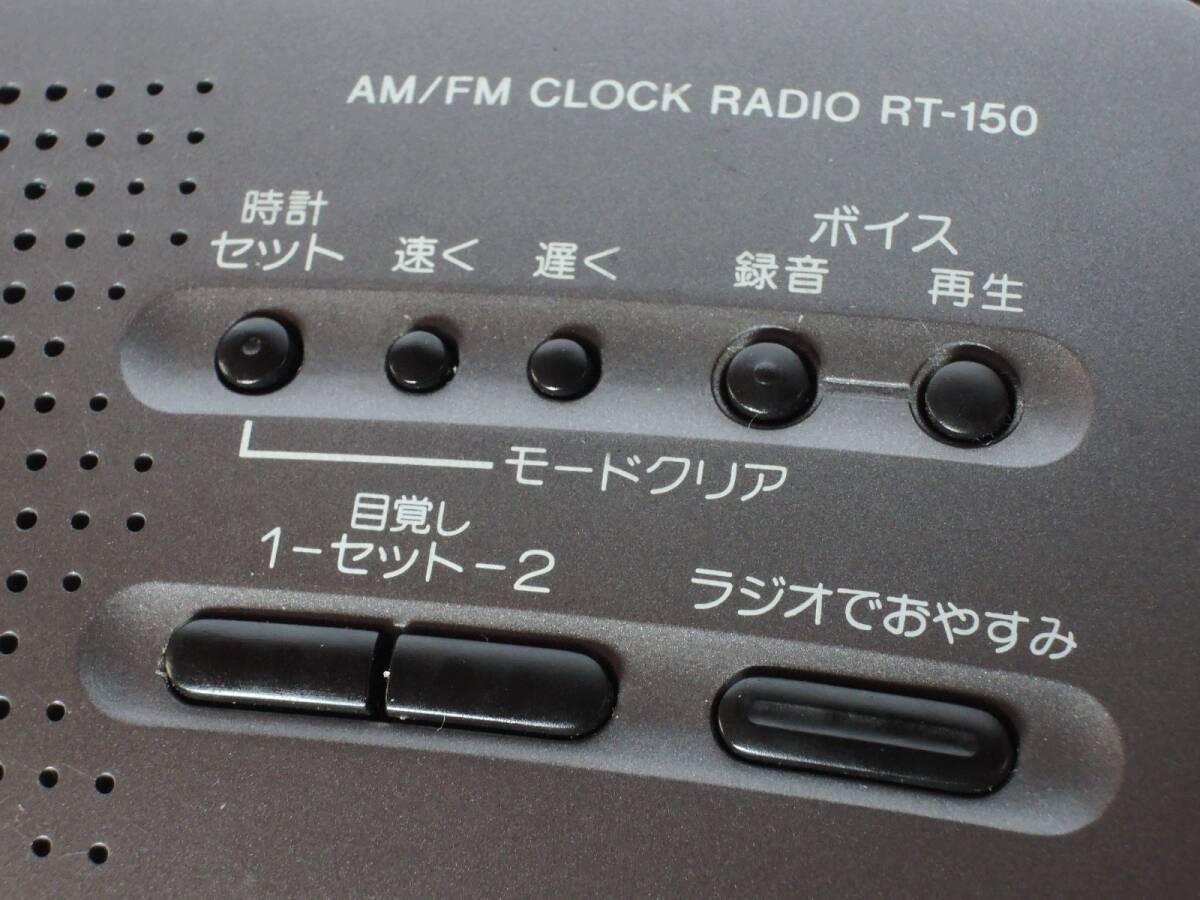 AM/FM CLOCK RADIO RT-150
時計
セット
速く
遅く
ボイス
録音
再生
モードクリア
目覚し
1-セット-2
ラジオでおやすみ